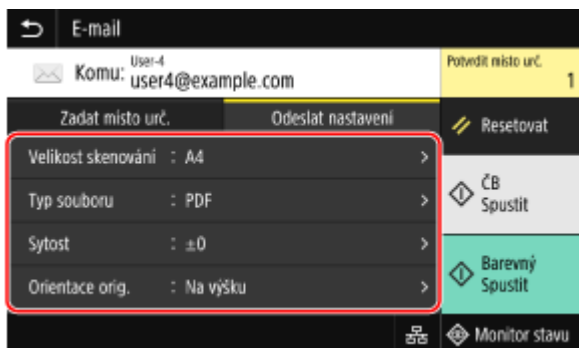 E-mail
Komu: User-4
user4@example.com
Potvrdit místo urč.
1
Zadat místo urč.
Odeslat nastavení
Resetovat
Velikost skenování : A4
Typ souboru : PDF
Sytost : ±0
Orientace orig. : Na výšku
ČB
Spustit
Barevný
Spustit
Monitor stavu